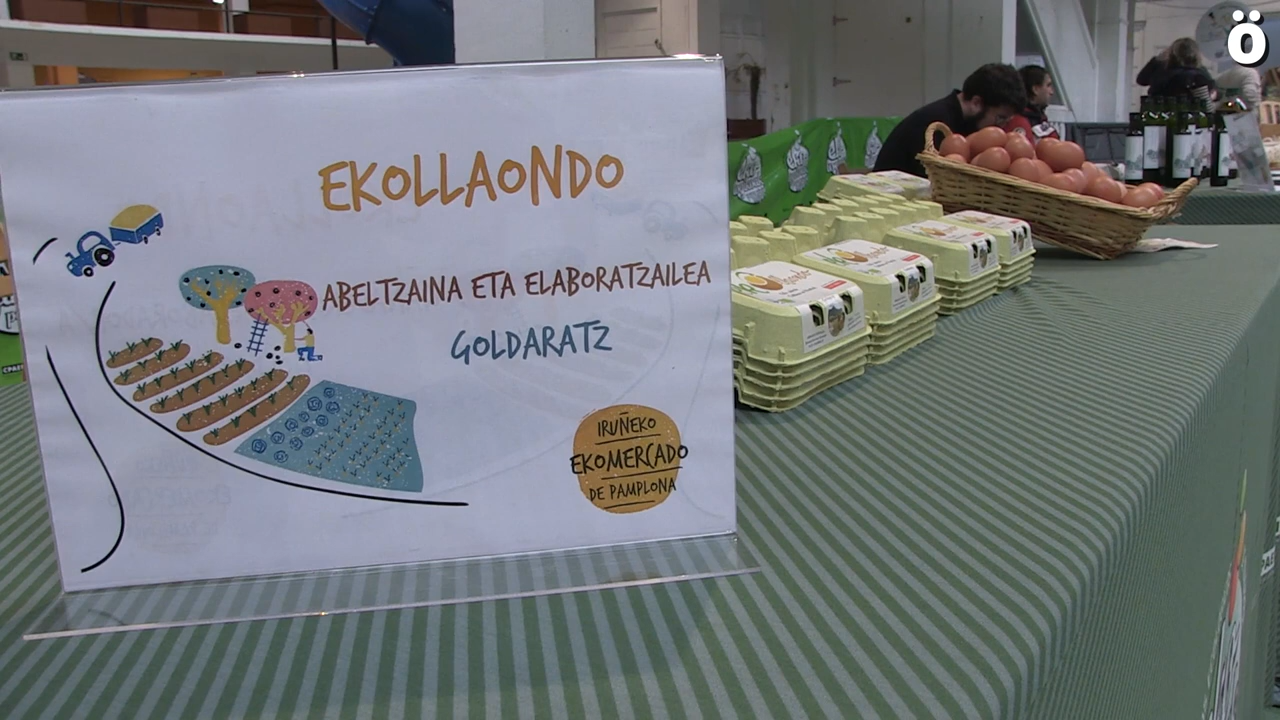 ö
EKOLLAONDO
ABELTZAINA ETA ELABORATZAILEA
GOLDARATZ
IRUÑEKO
EKOMERCADO
DE PAMPLONA